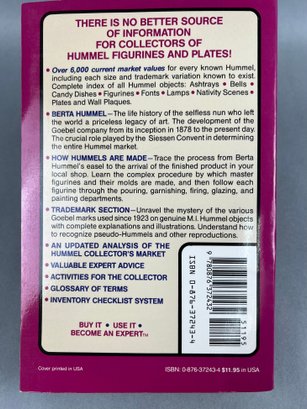 THERE IS NO BETTER SOURCE
OF INFORMATION
FOR COLLECTORS OF
HUMMEL FIGURINES AND PLATES!
• Over 6,000 current market values for every known Hummel,
including each size and trademark variation known to exist.
Complete index of all Hummel objects: Ashtrays • Bells •
Candy Dishes • Figurines • Fonts • Lamps • Nativity Scenes •
Plates and Wall Plaques.
• BERTA HUMMEL—The life history of the selfless nun who left
the world a priceless legacy of art. The development of the
Goebel company from its inception in 1878 to the present day.
The crucial role played by the Siessen Convent in determining
the entire Hummel market.
• HOW HUMMELS ARE MADE—Trace the process from Berta
Hummel's easel to the arrival of the finished product in your
local shop. Learn the complex procedure by which master
figurines and their molds are made, and then follow each
figurine through the pouring, garnishing, firing, glazing, and
painting departments.
• TRADEMARK SECTION—Unravel the mystery of the various
Goebel marks used since 1923 on genuine M.I. Hummel objects
with complete explanations and illustrations. Understand how
to recognize pseudo-Hummels and other reproductions.
• AN UPDATED ANALYSIS OF THE
HUMMEL COLLECTOR'S MARKET
• VALUABLE EXPERT ADVICE
• ACTIVITIES FOR THE COLLECTOR
• GLOSSARY OF TERMS
• INVENTORY CHECKLIST SYSTEM
BUY IT • USE IT •
BECOME AN EXPERT™
ISBN 0-876-37243-4
9 780876 372432
51195
Cover printed in USA
ISBN: 0-876-37243-4 $11.95 in USA